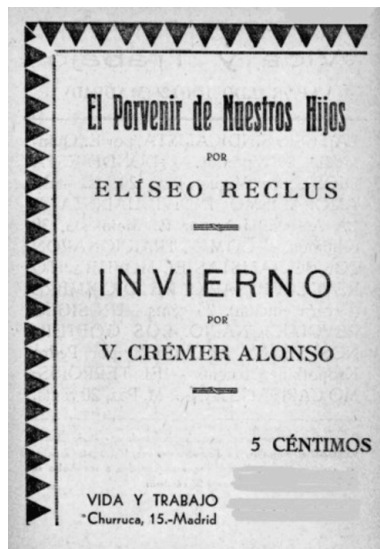 El Porvenir de Nuestros Hijos
POR
ELÍSEO RECLUS
INVIERNO
POR
V. CRÉMER ALONSO
5 CÉNTIMOS
VIDA Y TRABAJO
Churruca, 15.-Madrid